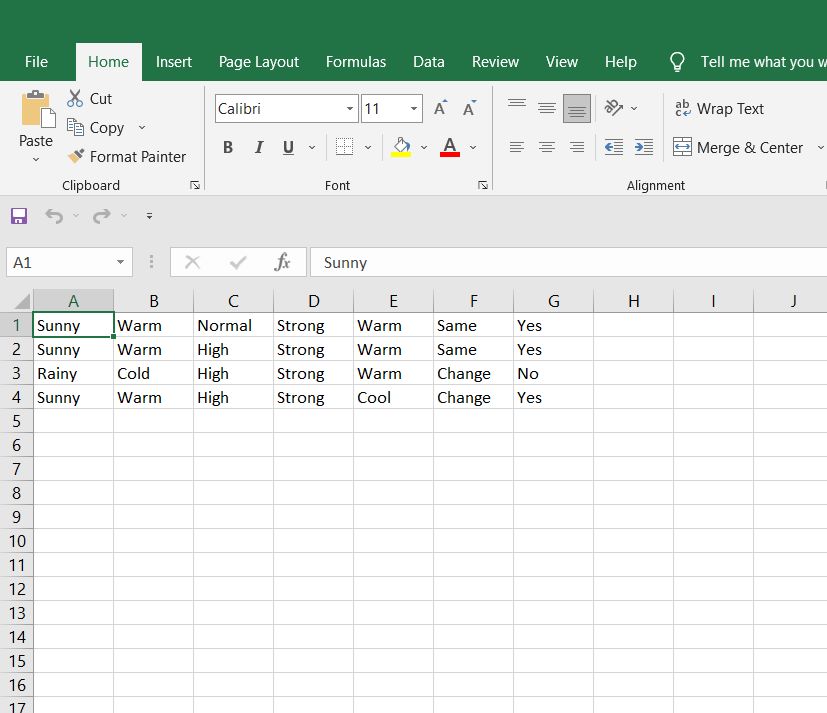 File Home Insert Page Layout Formulas Data Review View Help Tell me what you w
Cut
Copy
Paste
Format Painter
Calibri 11
B I U A
ab Wrap Text
Merge & Center
Clipboard Font Alignment
A1 fx Sunny
A B C D E F G H I J
1 Sunny Warm Normal Strong Warm Same Yes
2 Sunny Warm High Strong Warm Same Yes
3 Rainy Cold High Strong Warm Change No
4 Sunny Warm High Strong Cool Change Yes
5
6
7
8
9
10
11
12
13
14
15
16
17